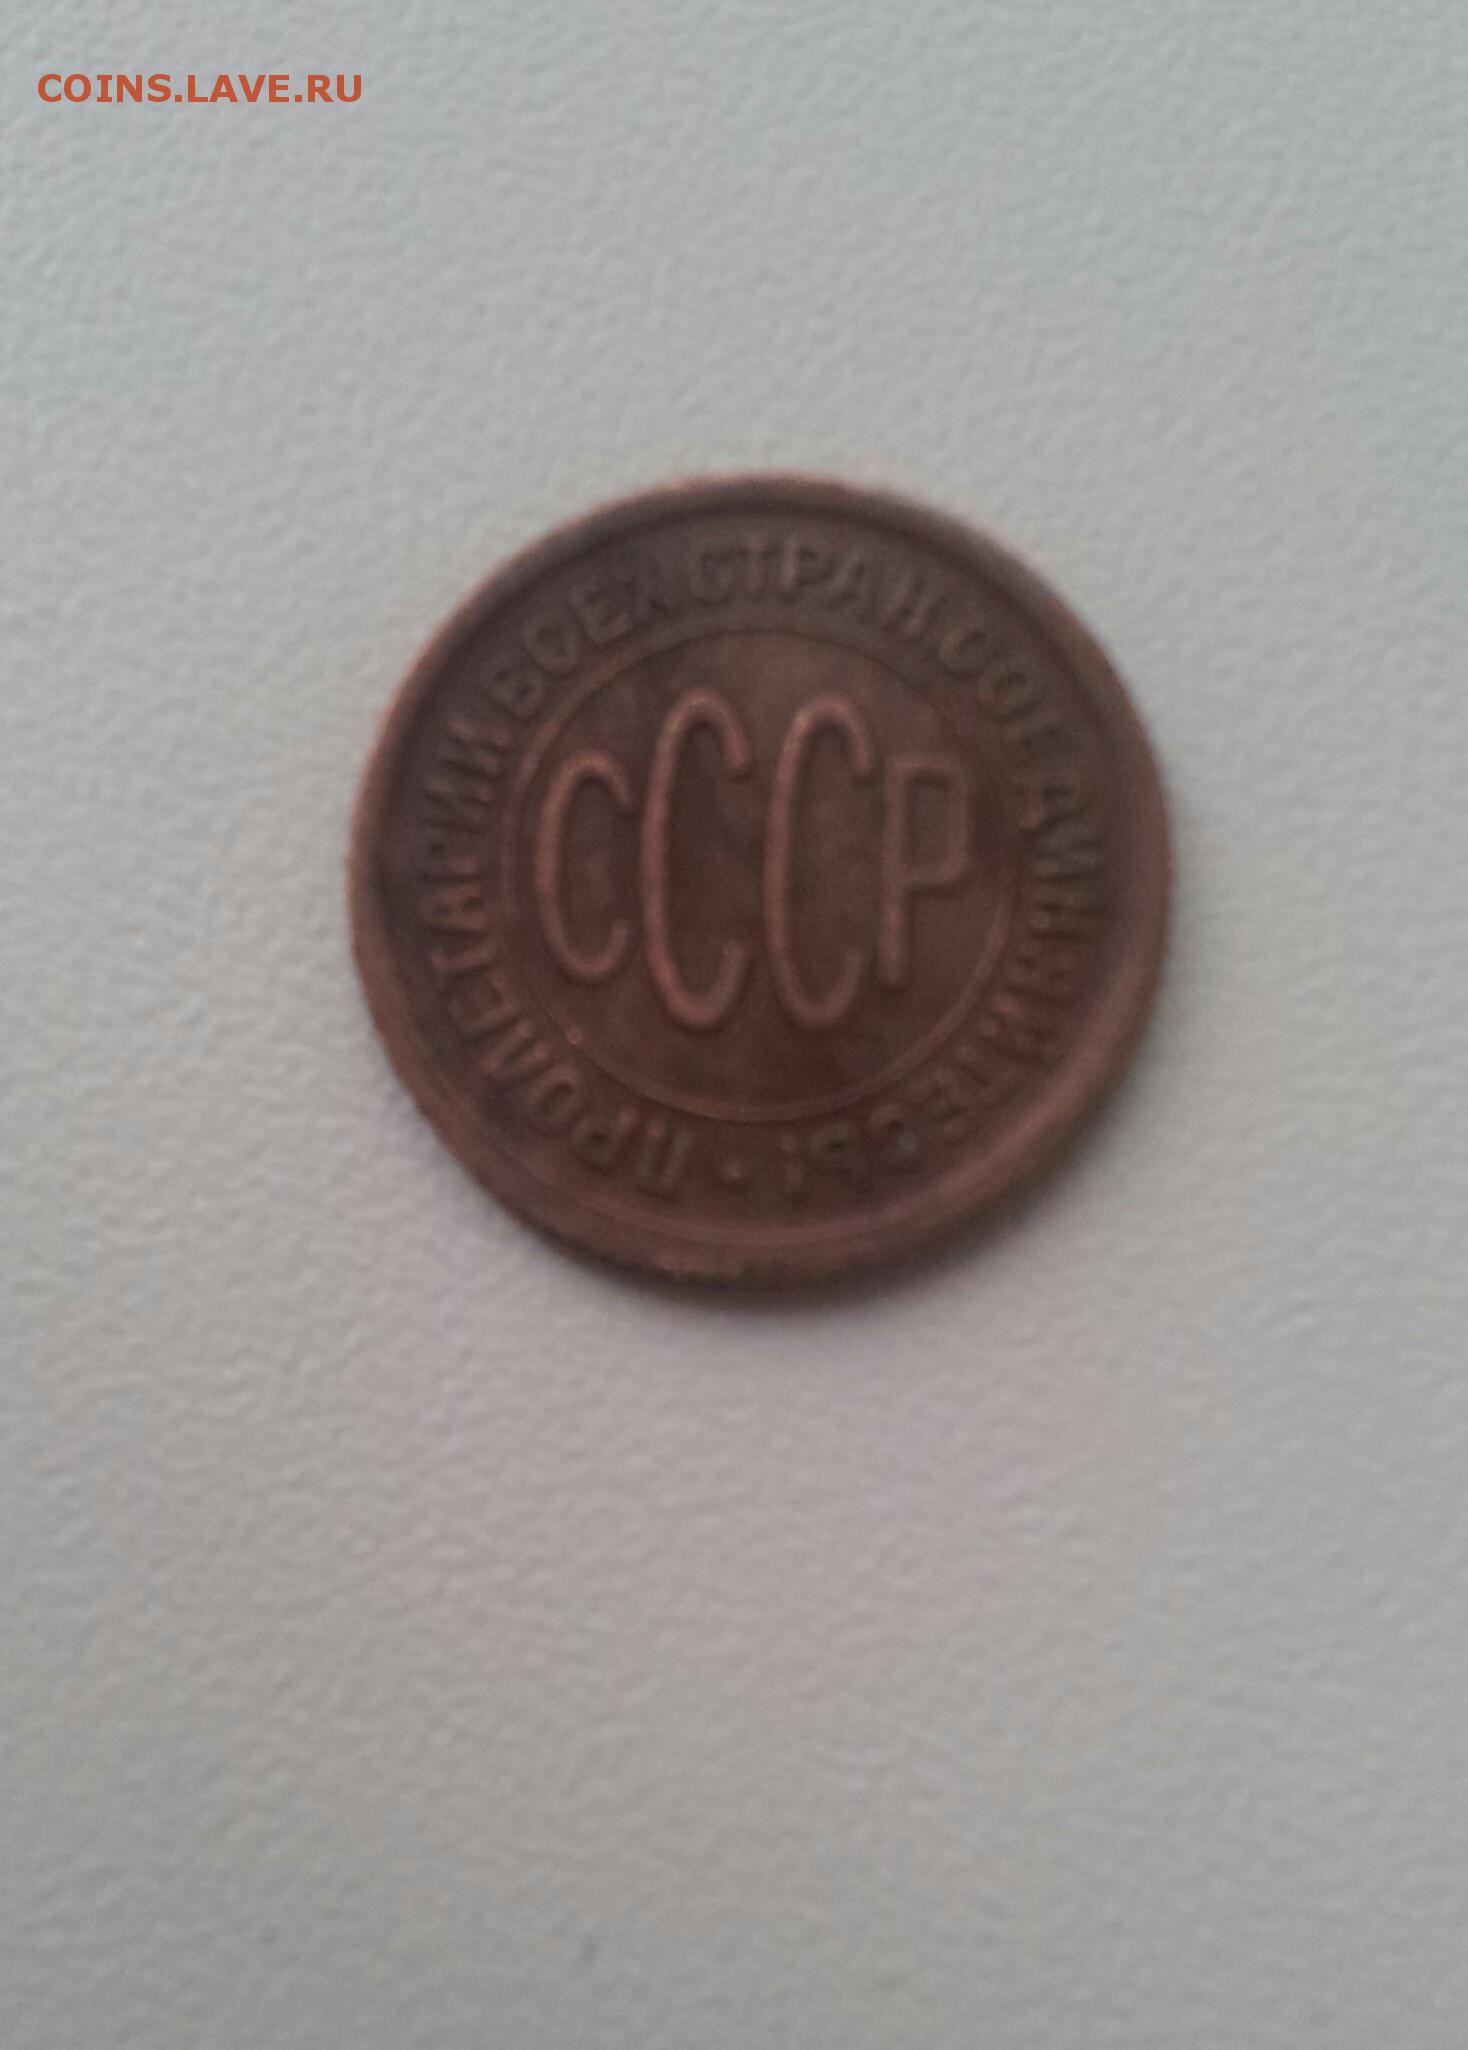 COINS.LAVE.RU
ПРОЛЕТАРИИ ВСЕХ СТРАН СОЕДИНЯЙТЕСЬ! •
СССР